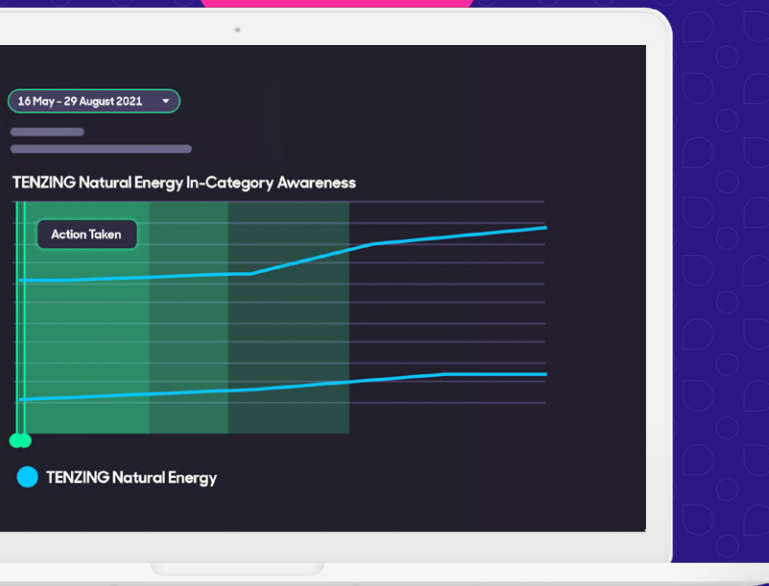 16 May - 29 August 2021
TENZING Natural Energy In-Category Awareness
Action Taken
TENZING Natural Energy